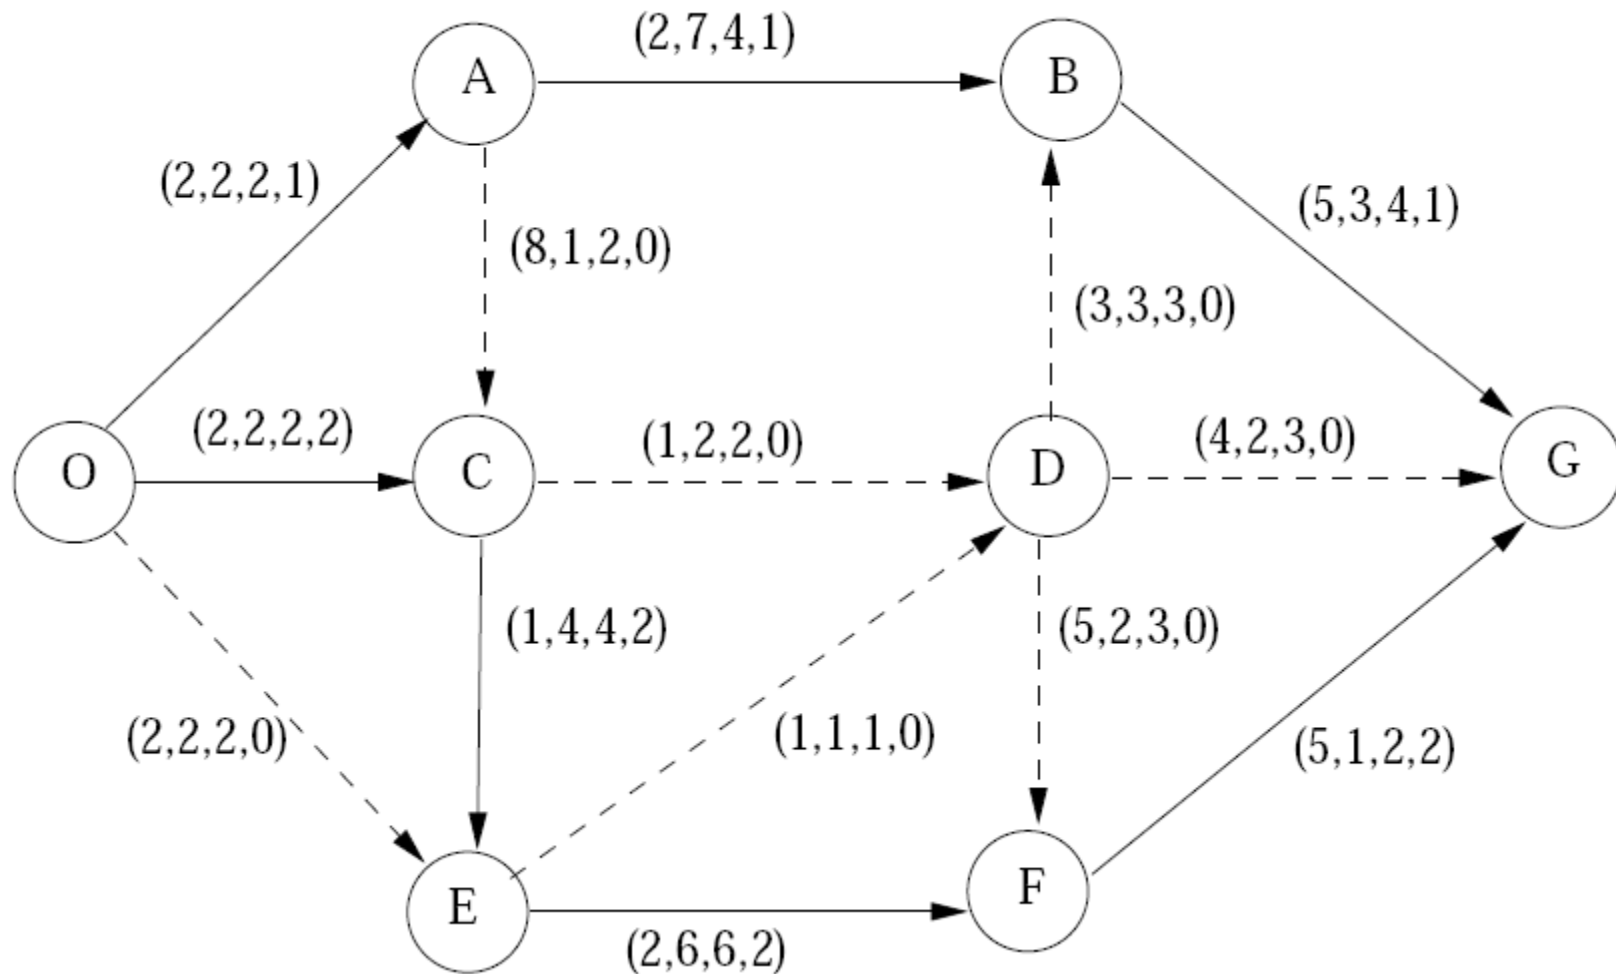 (2,7,4,1)
A
B
(2,2,2,1)
(5,3,4,1)
(8,1,2,0)
(3,3,3,0)
(2,2,2,2)
(1,2,2,0)
(4,2,3,0)
O
C
D
G
(1,4,4,2)
(5,2,3,0)
(2,2,2,0)
(1,1,1,0)
(5,1,2,2)
E
F
(2,6,6,2)